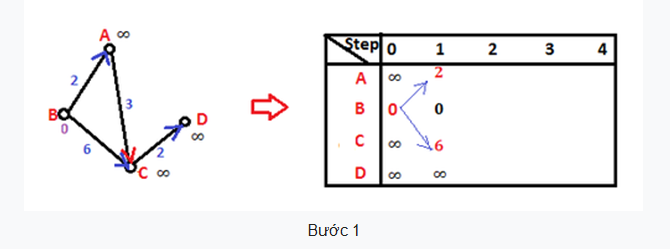 A ∞
2
3
B
0
6
D
∞
2
C ∞
Step 0 1 2 3 4
A ∞ 2
B 0 0
C ∞ 6
D ∞ ∞
Bước 1